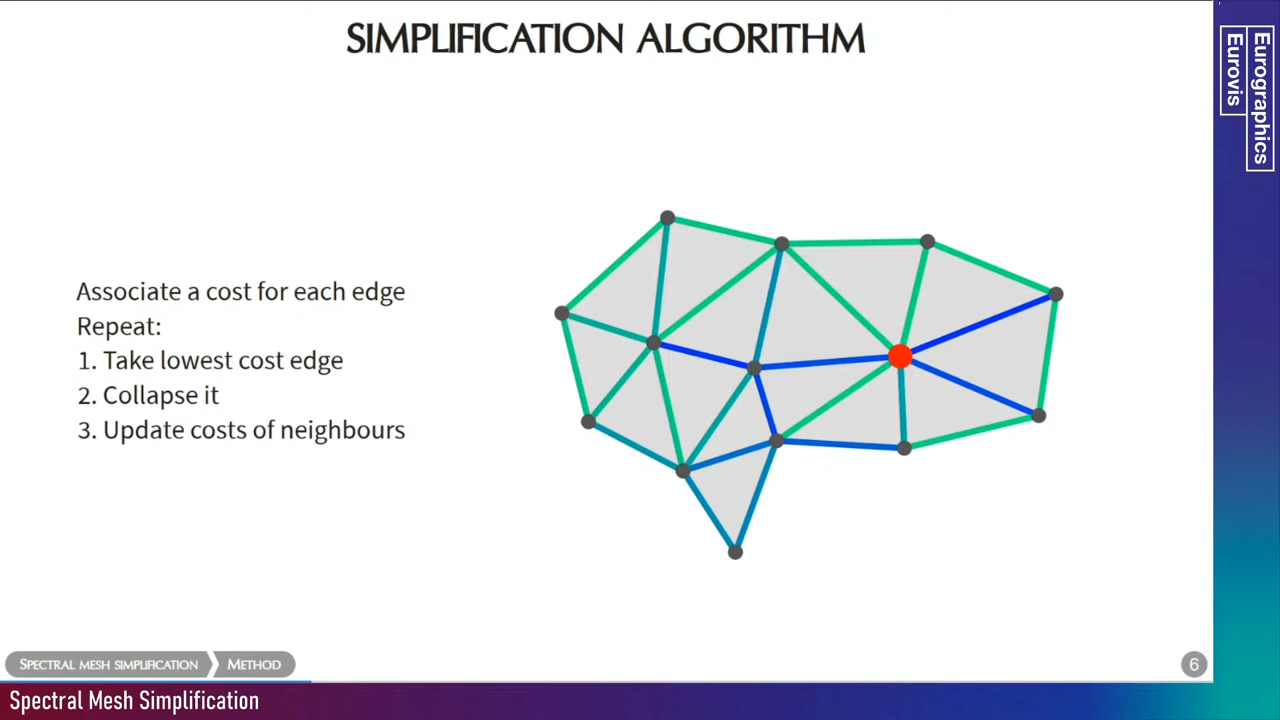 SIMPLIFICATION ALGORITHM
Eurographics
Eurovis
Associate a cost for each edge
Repeat:
1. Take lowest cost edge
2. Collapse it
3. Update costs of neighbours
SPECTRAL MESH SIMPLIFICATION
METHOD
6
Spectral Mesh Simplification